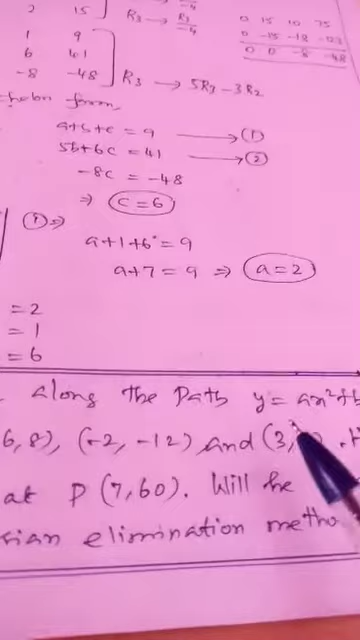 2 15 R3 → R3/-4
1 9
6 41
-8 -48 R3 → 5R3 - 3R2
0 15 10 75
0 -15 -18 -123
0 0 -8 -48
form,
a+b+c = 9 → (1)
5b+6c = 41 → (2)
-8c = -48
⇒ c = 6
(1) ⇒
a+1+6 = 9
a+7 = 9 ⇒ a = 2
= 2
= 1
= 6
along the path y = ax²+b
6,8), (-2, -12) and (3,
at P (7,60). Will he
sian elimination metho